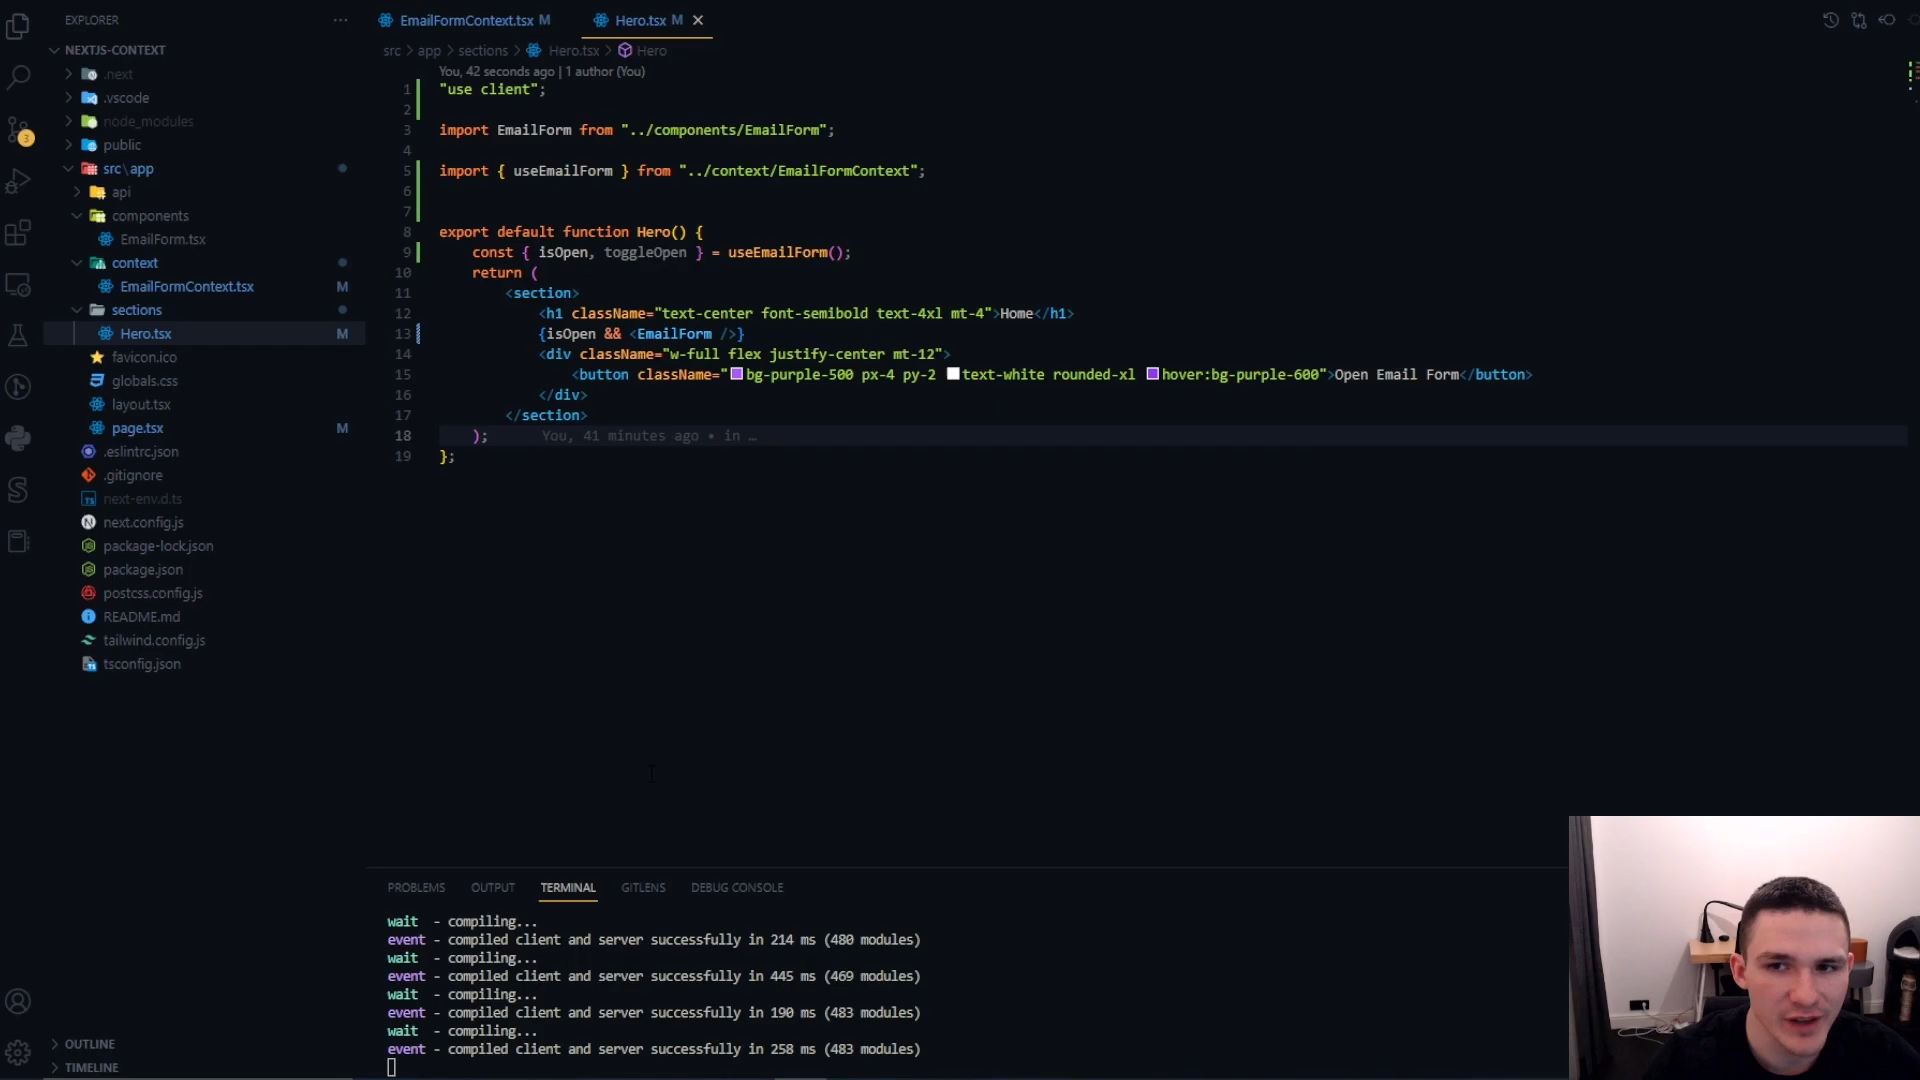 EXPLORER
NEXTJS-CONTEXT
.next
.vscode
node_modules
public
src\app
api
components
EmailForm.tsx
context
EmailFormContext.tsx M
sections
Hero.tsx M
favicon.ico
globals.css
layout.tsx
page.tsx M
.eslintrc.json
.gitignore
next-env.d.ts
next.config.js
package-lock.json
package.json
postcss.config.js
README.md
tailwind.config.js
tsconfig.json
OUTLINE
TIMELINE
3
EmailFormContext.tsx M
Hero.tsx M
src > app > sections > Hero.tsx > Hero
You, 42 seconds ago | 1 author (You)
1 "use client";
2
3 import EmailForm from "../components/EmailForm";
4
5 import { useEmailForm } from "../context/EmailFormContext";
6
7
8 export default function Hero() {
9 const { isOpen, toggleOpen } = useEmailForm();
10 return (
11 <section>
12 <h1 className="text-center font-semibold text-4xl mt-4">Home</h1>
13 {isOpen && <EmailForm />}
14 <div className="w-full flex justify-center mt-12">
15 <button className="bg-purple-500 px-4 py-2 text-white rounded-xl hover:bg-purple-600">Open Email Form</button>
16 </div>
17 </section>
18 ); You, 41 minutes ago • in …
19 };
PROBLEMS OUTPUT TERMINAL GITLENS DEBUG CONSOLE
wait - compiling...
event - compiled client and server successfully in 214 ms (480 modules)
wait - compiling...
event - compiled client and server successfully in 445 ms (469 modules)
wait - compiling...
event - compiled client and server successfully in 190 ms (483 modules)
wait - compiling...
event - compiled client and server successfully in 258 ms (483 modules)